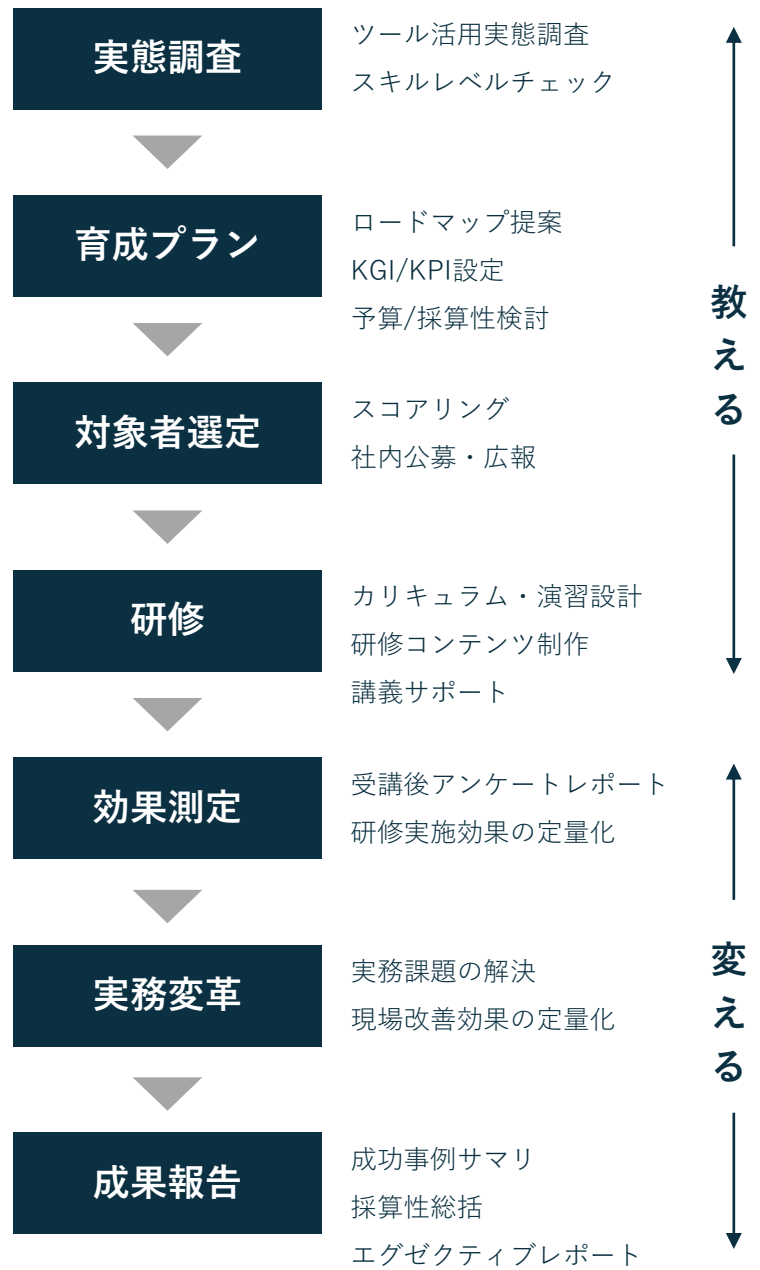 実態調査
ツール活用実態調査
スキルレベルチェック
育成プラン
ロードマップ提案
KGI/KPI設定
予算/採算性検討
対象者選定
スコアリング
社内公募・広報
研修
カリキュラム・演習設計
研修コンテンツ制作
講義サポート
教える
効果測定
受講後アンケートレポート
研修実施効果の定量化
実務変革
実務課題の解決
現場改善効果の定量化
成果報告
成功事例サマリ
採算性総括
エグゼクティブレポート
変える